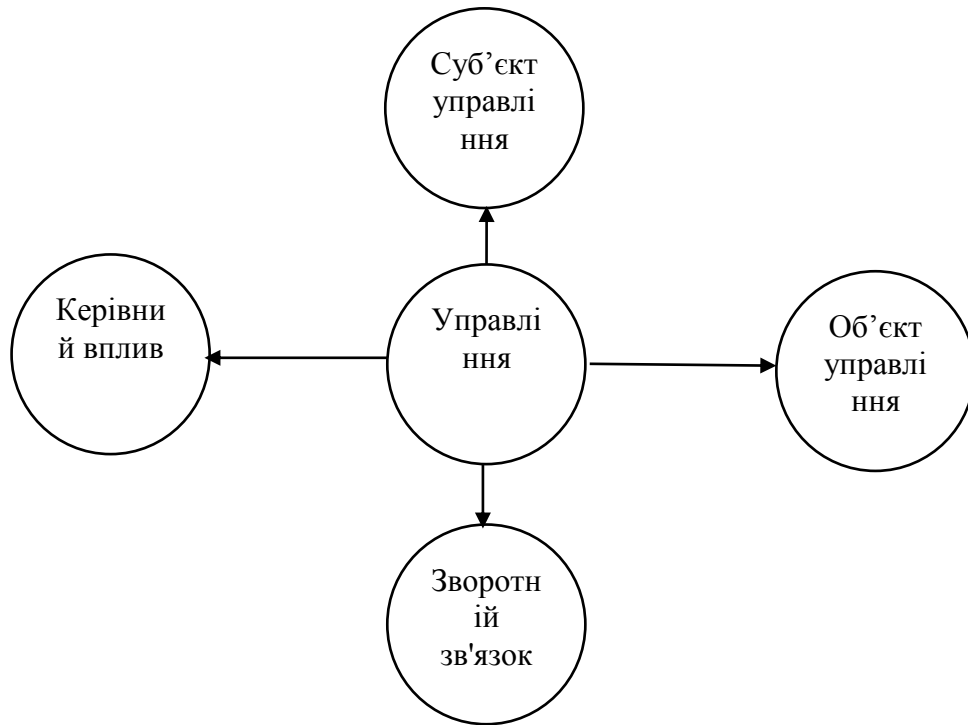 Суб’єкт
управлі
ння
Керівни
й вплив
Управлі
ння
Об’єкт
управлі
ння
Зворотн
ій
зв'язок